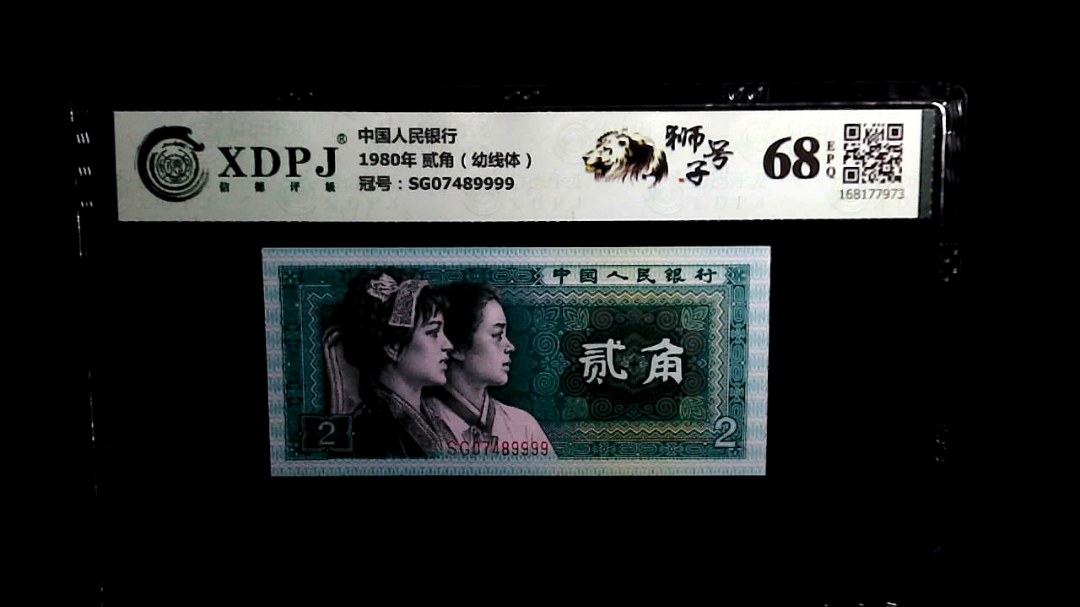 XDPJ®
信德评级
中国人民银行
1980年 贰角（幼线体）
冠号：SG07489999
狮子号
68
EPQ
168177973
中国人民银行
贰角
2
SG07489999
2